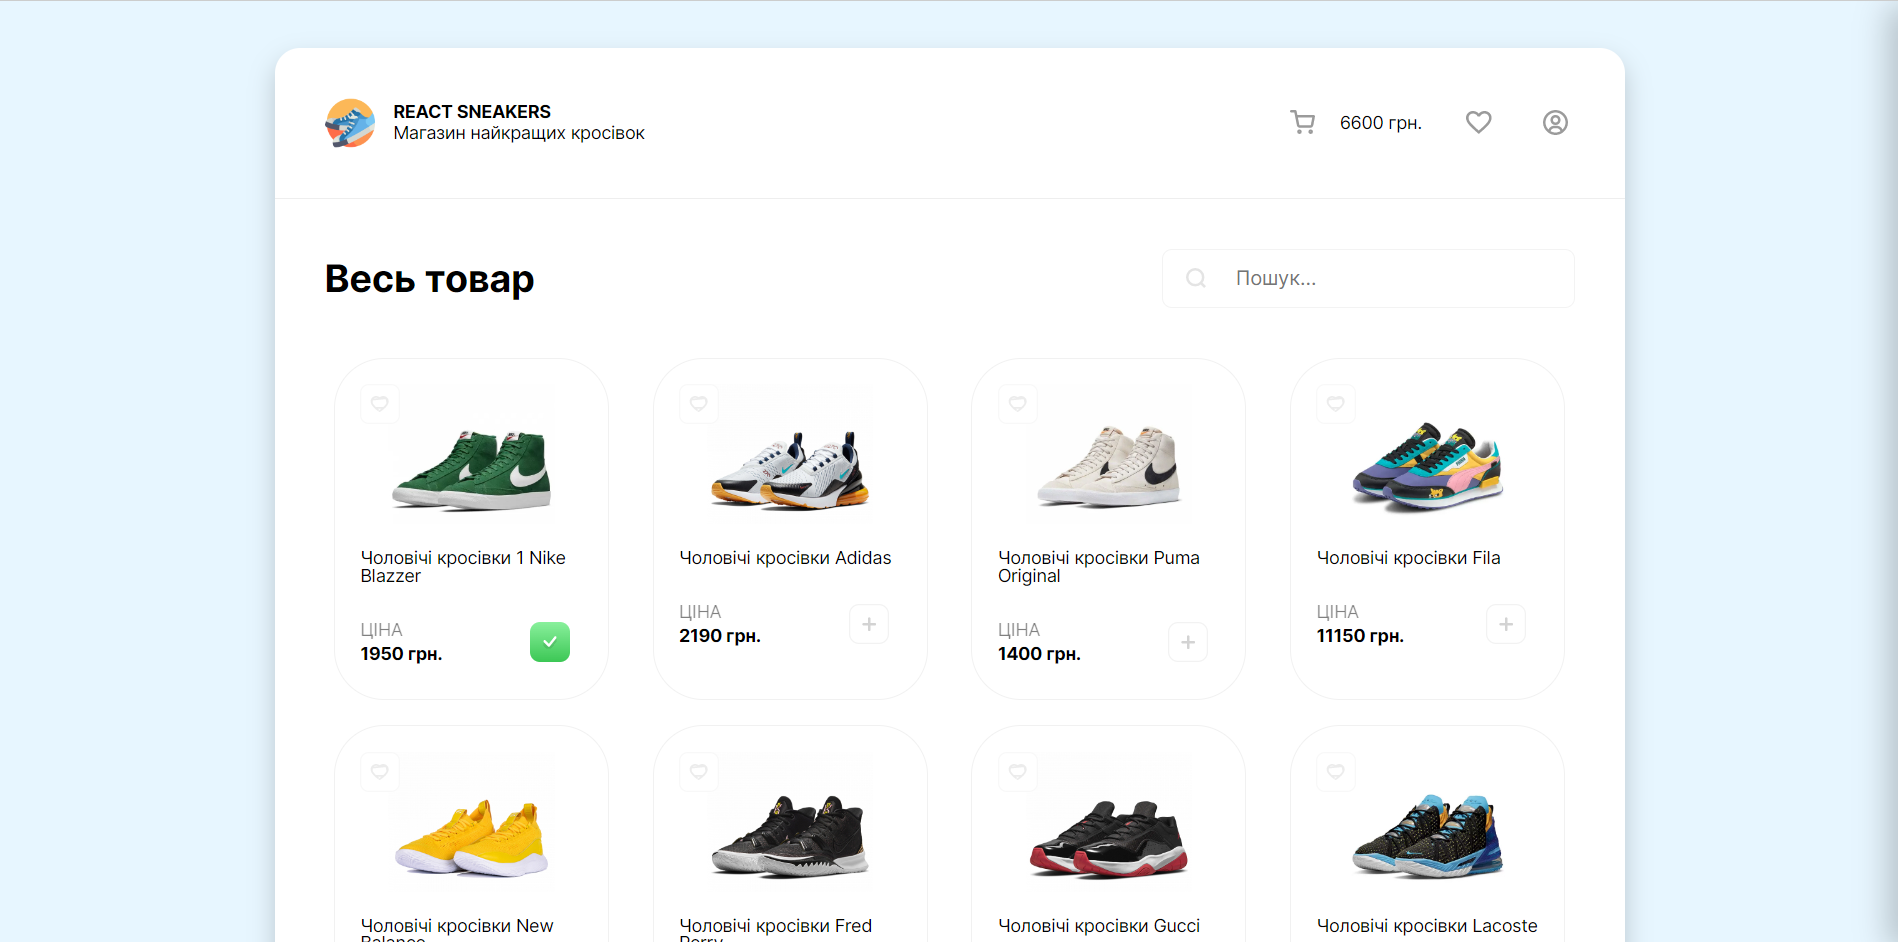 REACT SNEAKERS
Магазин найкращих кросівок
6600 грн.
Весь товар
Пошук...
Чоловічі кросівки 1 Nike
Blazzer
ЦІНА
1950 грн.
Чоловічі кросівки Adidas
ЦІНА
2190 грн.
Чоловічі кросівки Puma
Original
ЦІНА
1400 грн.
Чоловічі кросівки Fila
ЦІНА
11150 грн.
Чоловічі кросівки New
Balance
Чоловічі кросівки Fred
Perry
Чоловічі кросівки Gucci
Чоловічі кросівки Lacoste